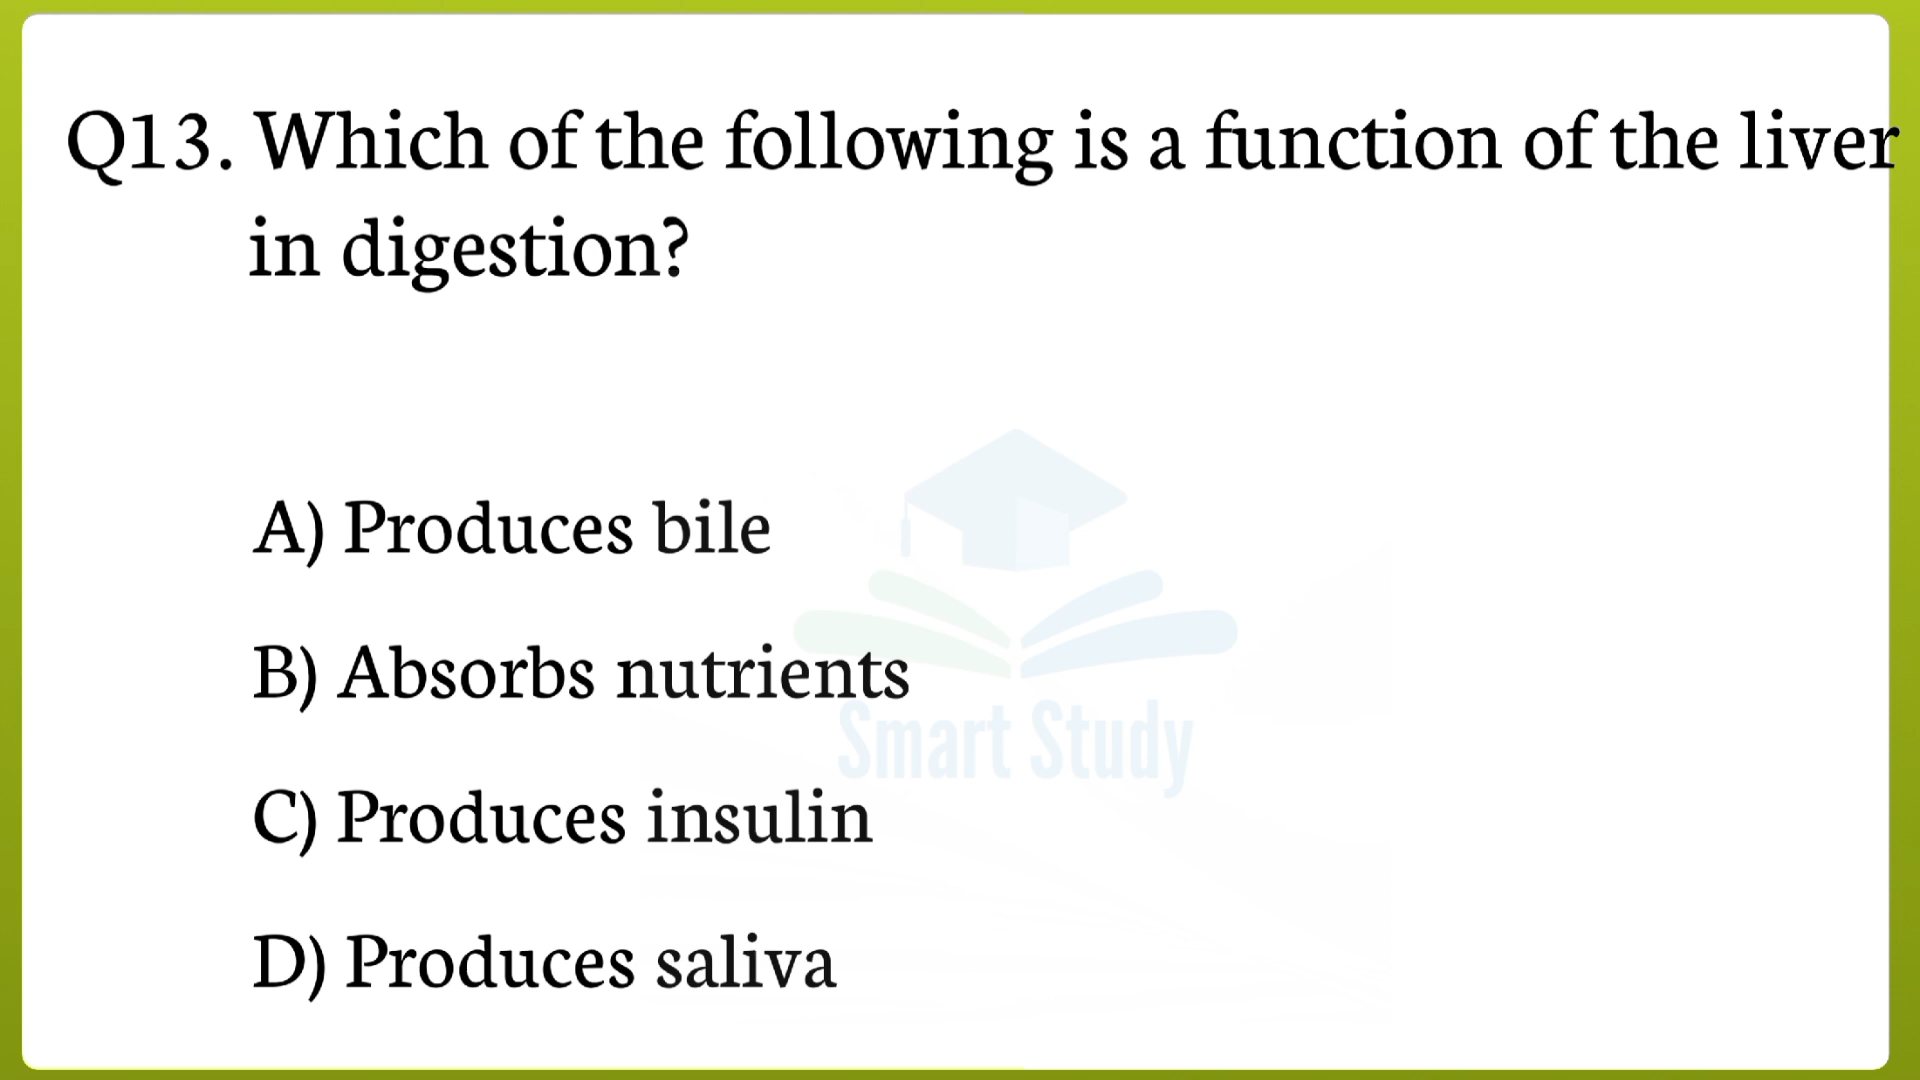 Q13. Which of the following is a function of the liver
in digestion?
A) Produces bile
B) Absorbs nutrients
Smart Study
C) Produces insulin
D) Produces saliva